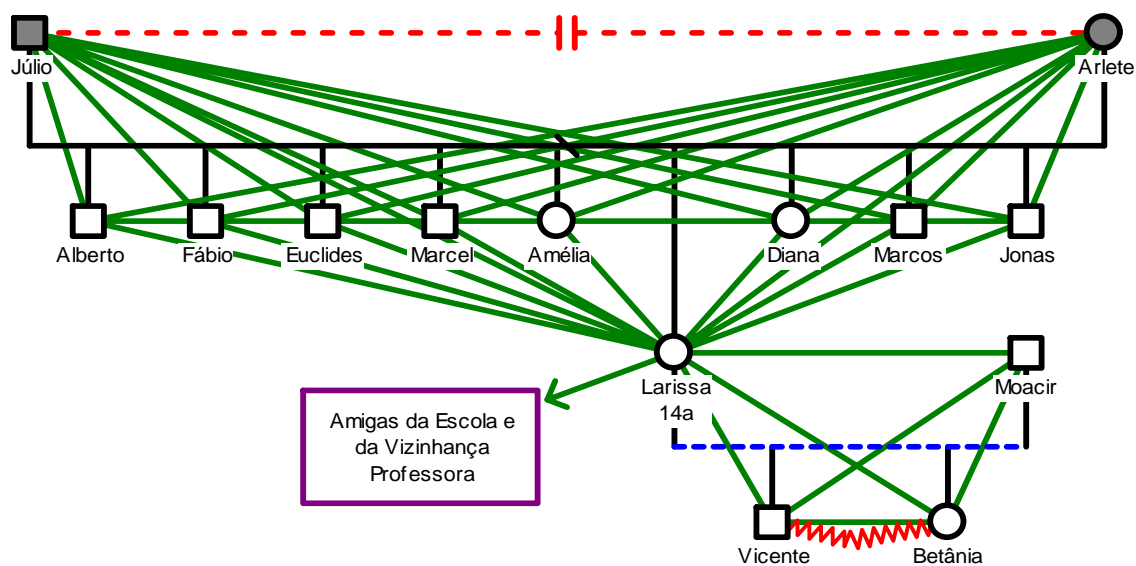 Júlio
Arlete
Alberto
Fábio
Euclides
Marcel
Amélia
Diana
Marcos
Jonas
Larissa
14a
Moacir
Amigas da Escola e
da Vizinhança
Professora
Vicente
Betânia